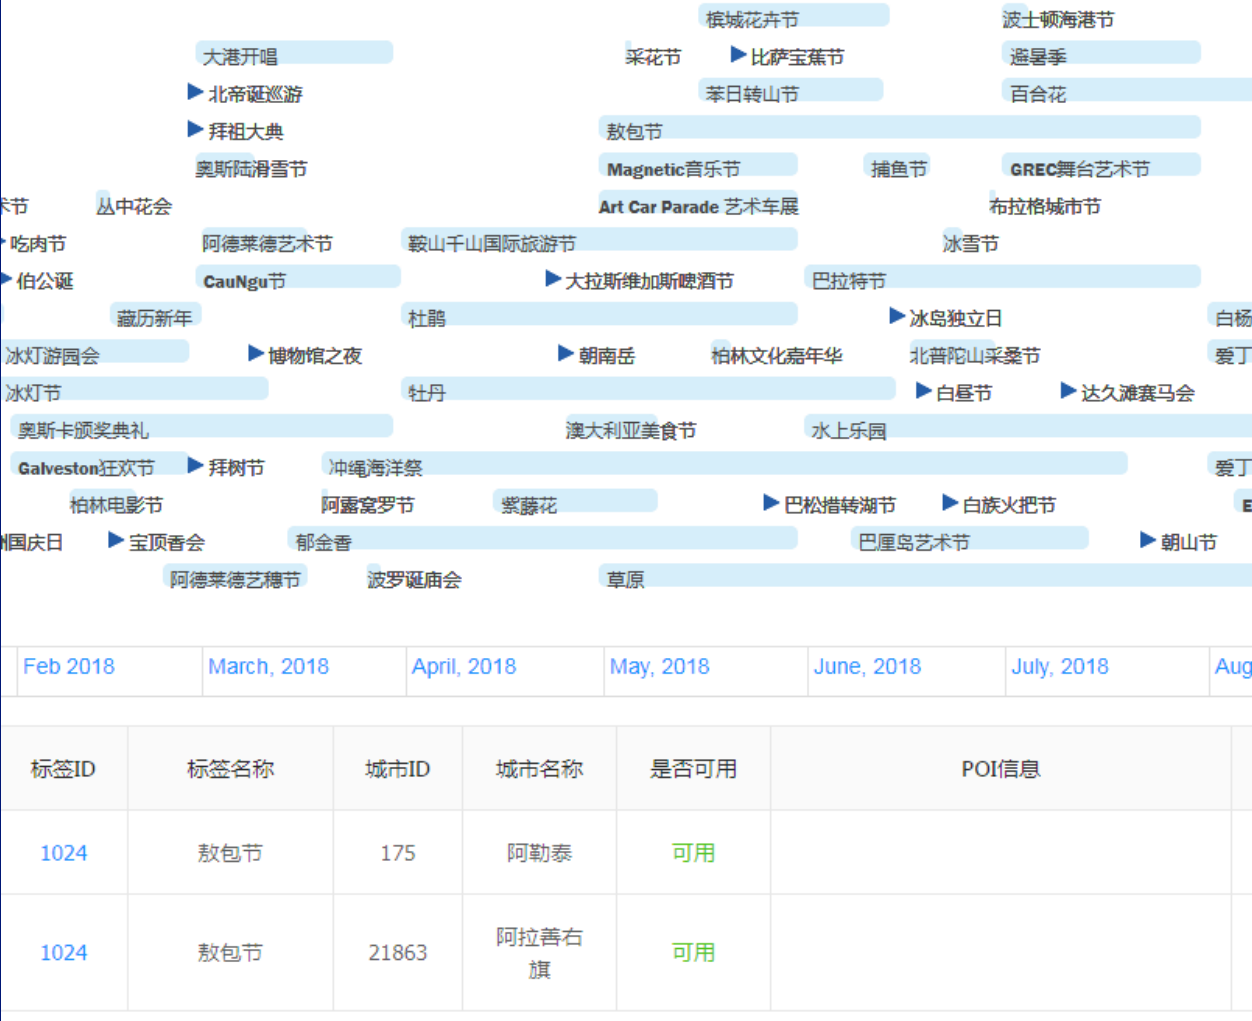 槟城花卉节 波士顿海港节
大港开唱 采花节 比萨宝蕉节 避暑季
北帝诞巡游 苯日转山节 百合花
拜祖大典 敖包节
奥斯陆滑雪节 Magnetic音乐节 捕鱼节 GREC舞台艺术节
术节 丛中花会 Art Car Parade 艺术车展 布拉格城市节
吃肉节 阿德莱德艺术节 鞍山千山国际旅游节 冰雪节
伯公诞 CauNgu节 大拉斯维加斯啤酒节 巴拉特节
藏历新年 杜鹃 冰岛独立日 白杨
冰灯游园会 博物馆之夜 朝南岳 柏林文化嘉年华 北普陀山采桑节 爱丁
冰灯节 牡丹 白昼节 达久滩赛马会
奥斯卡颁奖典礼 澳大利亚美食节 水上乐园
Galveston狂欢节 拜树节 冲绳海洋祭 爱丁
柏林电影节 阿露窝罗节 紫藤花 巴松措转湖节 白族火把节 E
国庆日 宝顶香会 郁金香 巴厘岛艺术节 朝山节
阿德莱德艺穗节 波罗诞庙会 草原
Feb 2018 March, 2018 April, 2018 May, 2018 June, 2018 July, 2018 Aug
标签ID 标签名称 城市ID 城市名称 是否可用 POI信息
1024 敖包节 175 阿勒泰 可用
1024 敖包节 21863 阿拉善右 可用
旗